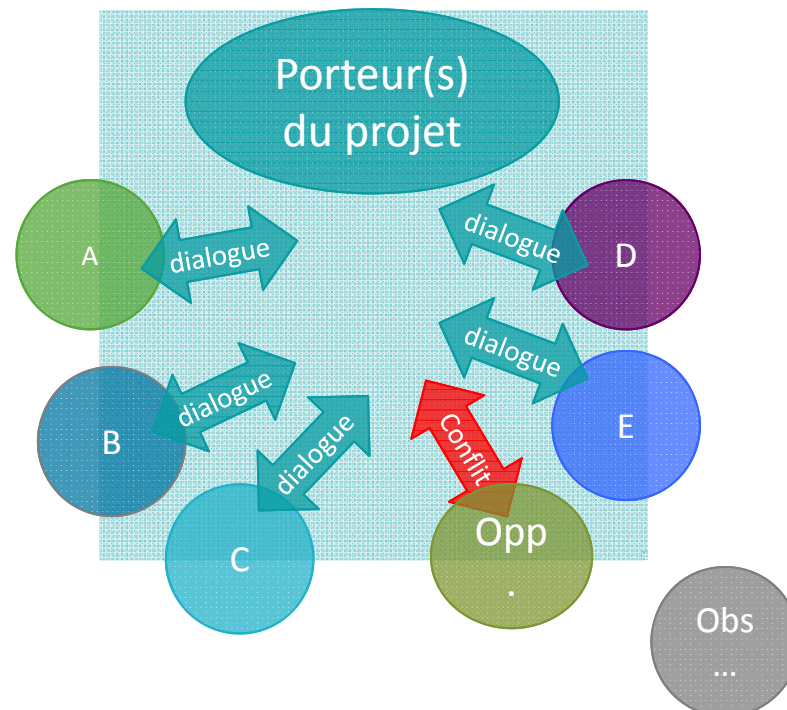 Porteur(s)
du projet
A
dialogue
dialogue
D
dialogue
E
B
dialogue
dialogue
Conflit
C
Opp
.
Obs
...